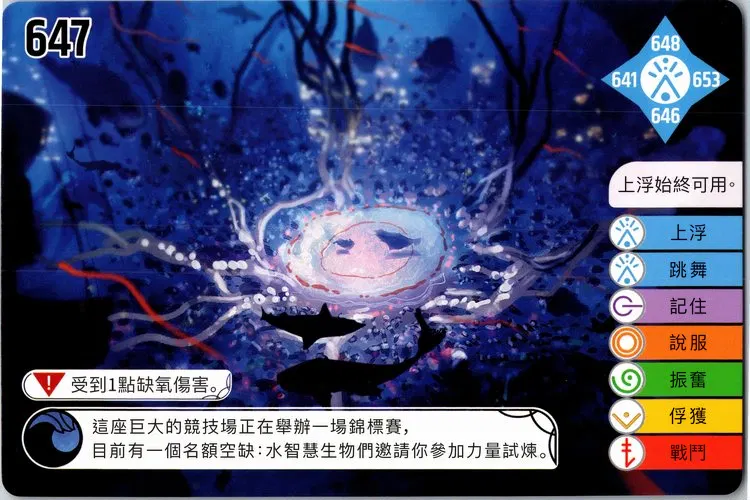 647
648
641
653
646
上浮始終可用。
上浮
跳舞
記住
說服
振奮
俘獲
戰鬥
受到1點缺氧傷害。
這座巨大的競技場正在舉辦一場錦標賽，
目前有一個名額空缺：水智慧生物們邀請你參加力量試煉。